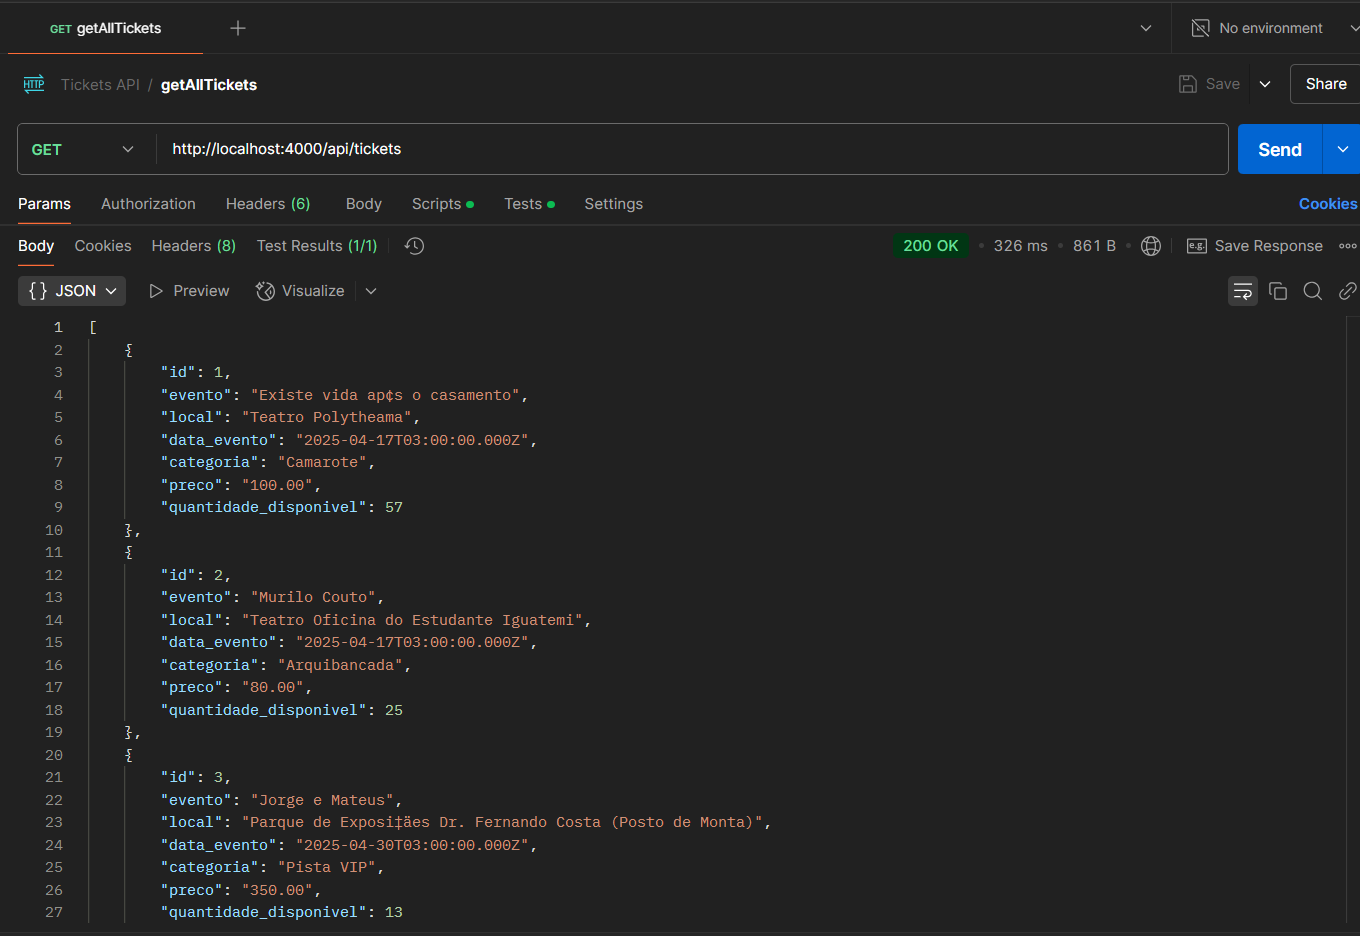 GET getAllTickets
No environment
HTTP Tickets API / getAllTickets
Save
Share
GET http://localhost:4000/api/tickets
Send
Params Authorization Headers (6) Body Scripts Tests Settings
Cookies
Body Cookies Headers (8) Test Results (1/1)
200 OK • 326 ms • 861 B • e.g. Save Response
{} JSON Preview Visualize
1 [
2 {
3 "id": 1,
4 "evento": "Existe vida ap¢s o casamento",
5 "local": "Teatro Polytheama",
6 "data_evento": "2025-04-17T03:00:00.000Z",
7 "categoria": "Camarote",
8 "preco": "100.00",
9 "quantidade_disponivel": 57
10 },
11 {
12 "id": 2,
13 "evento": "Murilo Couto",
14 "local": "Teatro Oficina do Estudante Iguatemi",
15 "data_evento": "2025-04-17T03:00:00.000Z",
16 "categoria": "Arquibancada",
17 "preco": "80.00",
18 "quantidade_disponivel": 25
19 },
20 {
21 "id": 3,
22 "evento": "Jorge e Mateus",
23 "local": "Parque de Exposi‡äes Dr. Fernando Costa (Posto de Monta)",
24 "data_evento": "2025-04-30T03:00:00.000Z",
25 "categoria": "Pista VIP",
26 "preco": "350.00",
27 "quantidade_disponivel": 13